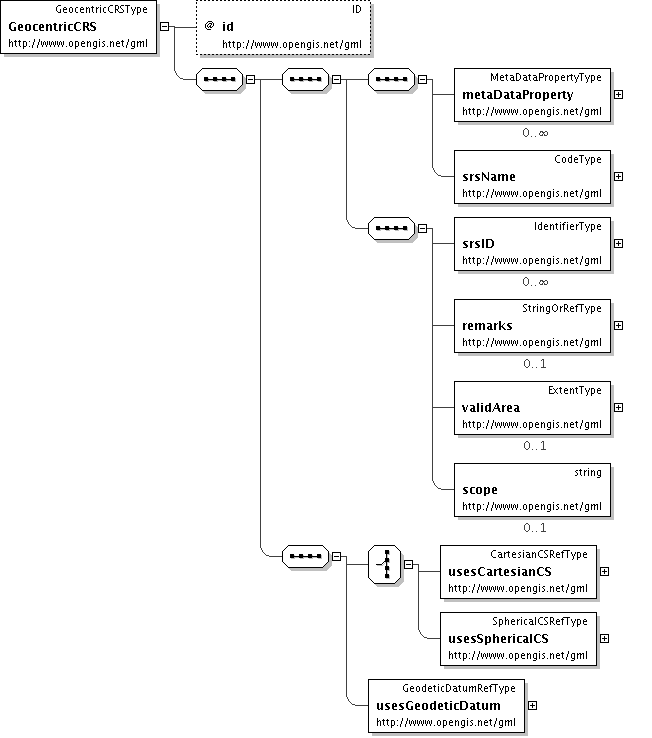 GeocentricCRSType
GeocentricCRS
http://www.opengis.net/gml
ID
@ id
http://www.opengis.net/gml
MetaDataPropertyType
metaDataProperty
http://www.opengis.net/gml
0..∞
CodeType
srsName
http://www.opengis.net/gml
IdentifierType
srsID
http://www.opengis.net/gml
0..∞
StringOrRefType
remarks
http://www.opengis.net/gml
0..1
ExtentType
validArea
http://www.opengis.net/gml
0..1
string
scope
http://www.opengis.net/gml
0..1
CartesianCSRefType
usesCartesianCS
http://www.opengis.net/gml
SphericalCSRefType
usesSphericalCS
http://www.opengis.net/gml
GeodeticDatumRefType
usesGeodeticDatum
http://www.opengis.net/gml